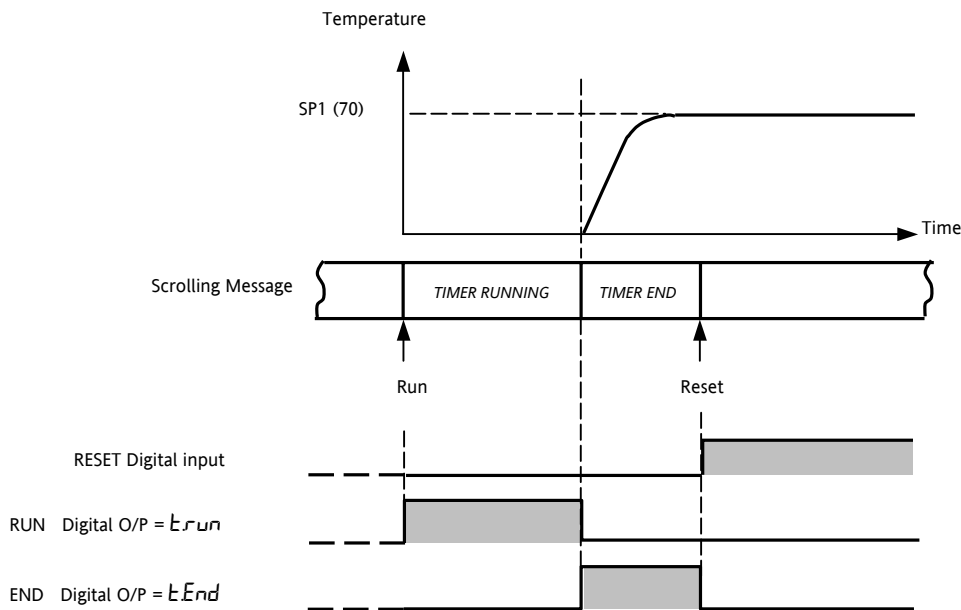 Temperature
SP1 (70)
Time
Scrolling Message
TIMER RUNNING
TIMER END
Run
Reset
RESET Digital input
RUN Digital O/P = t.run
END Digital O/P = t.End